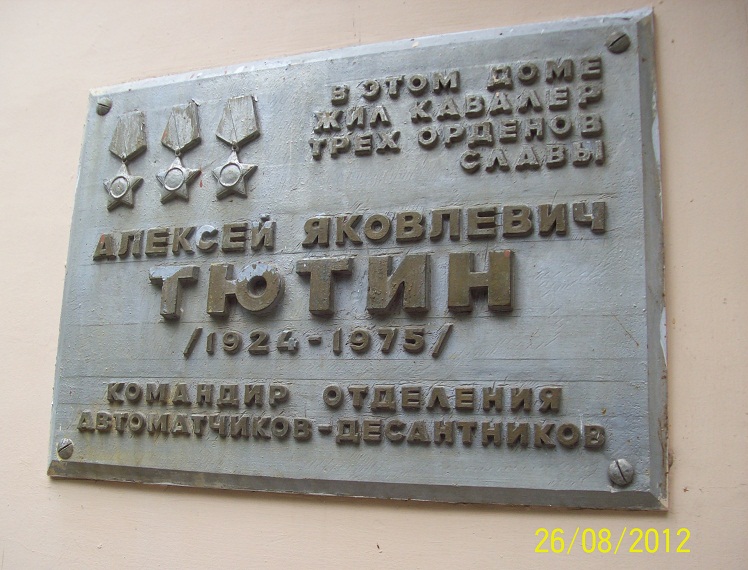 В ЭТОМ ДОМЕ
ЖИЛ КАВАЛЕР
ТРЕХ ОРДЕНОВ
СЛАВЫ
АЛЕКСЕЙ ЯКОВЛЕВИЧ
ТЮТИН
/1924-1975/
КОМАНДИР ОТДЕЛЕНИЯ
АВТОМАТЧИКОВ-ДЕСАНТНИКОВ
26/08/2012